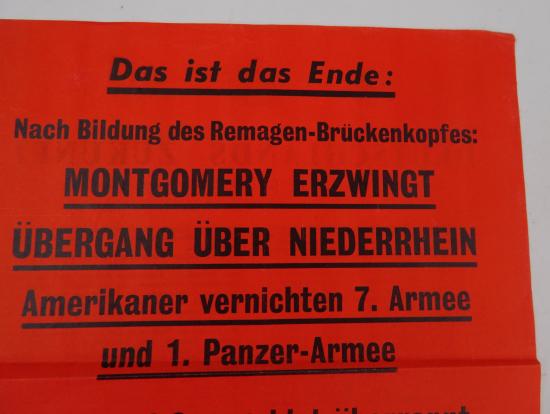 Das ist das Ende:
Nach Bildung des Remagen-Brückenkopfes:
MONTGOMERY ERZWINGT
ÜBERGANG ÜBER NIEDERRHEIN
Amerikaner vernichten 7. Armee
und 1. Panzer-Armee